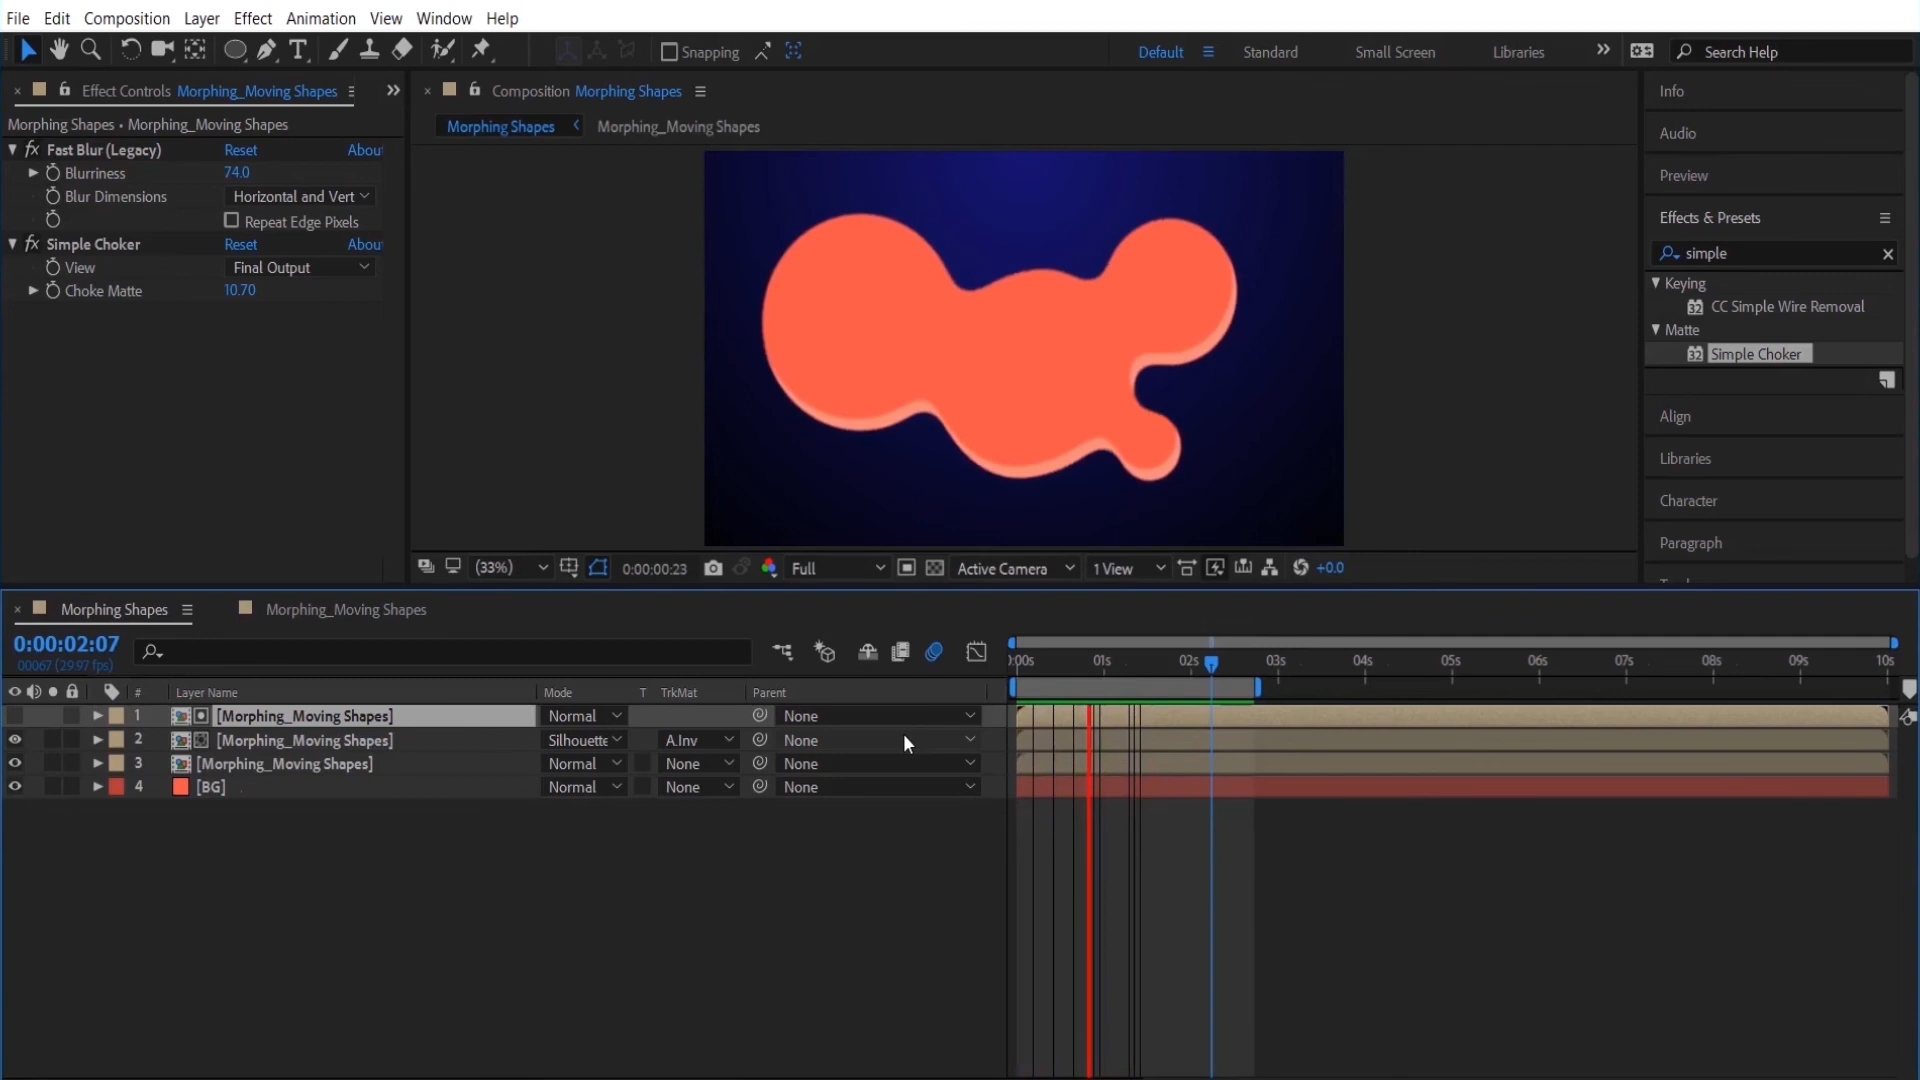 File Edit Composition Layer Effect Animation View Window Help
Snapping Default Standard Small Screen Libraries Search Help
Effect Controls Morphing_Moving Shapes
Morphing Shapes • Morphing_Moving Shapes
fx Fast Blur (Legacy) Reset Abou
Blurriness 74.0
Blur Dimensions Horizontal and Vert
Repeat Edge Pixels
fx Simple Choker Reset Abou
View Final Output
Choke Matte 10.70
Composition Morphing Shapes
Morphing Shapes Morphing_Moving Shapes
(33%) 0:00:00:23 Full Active Camera 1 View +0.0
Info
Audio
Preview
Effects & Presets
simple
Keying
32 CC Simple Wire Removal
Matte
32 Simple Choker
Align
Libraries
Character
Paragraph
Morphing Shapes Morphing_Moving Shapes
0:00:02:07
00067 (29.97 fps)
):00s 01s 02s 03s 04s 05s 06s 07s 08s 09s 10s
# Layer Name Mode T TrkMat Parent
1 [Morphing_Moving Shapes] Normal None
2 [Morphing_Moving Shapes] Silhouette A.Inv None
3 [Morphing_Moving Shapes] Normal None None
4 [BG] Normal None None